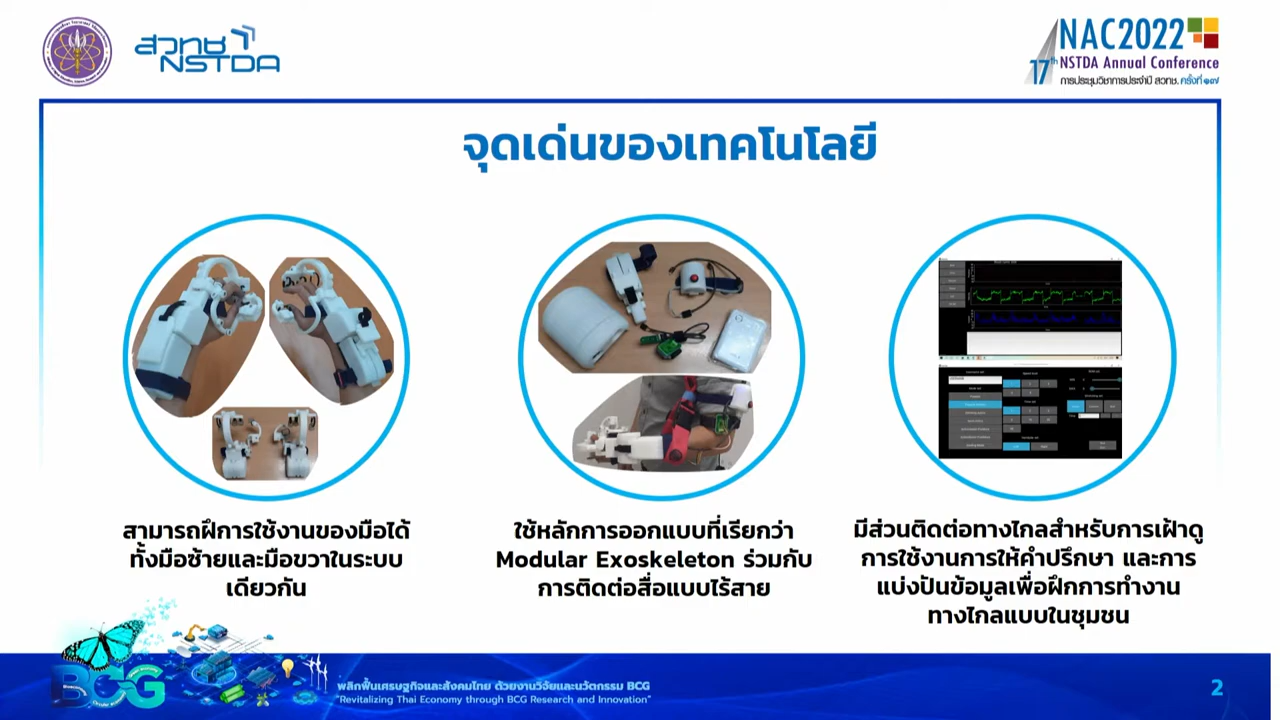 สวทช
NSTDA
NAC2022
17th NSTDA Annual Conference
การประชุมวิชาการประจำปี สวทช. ครั้งที่ ๑๗
จุดเด่นของเทคโนโลยี
สามารถฝึการใช้งานของมือได้
ทั้งมือซ้ายและมือขวาในระบบ
เดียวกัน
ใช้หลักการออกแบบที่เรียกว่า
Modular Exoskeleton ร่วมกับ
การติดต่อสื่อแบบไร้สาย
มีส่วนติดต่อทางไกลสำหรับการเฝ้าดู
การใช้งานการให้คำปรึกษา และการ
แบ่งปันข้อมูลเพื่อฝึกการทำงาน
ทางไกลแบบในชุมชน
BCG
พลิกฟื้นเศรษฐกิจและสังคมไทย ด้วยงานวิจัยและนวัตกรรม BCG
"Revitalizing Thai Economy through BCG Research and Innovation"
2